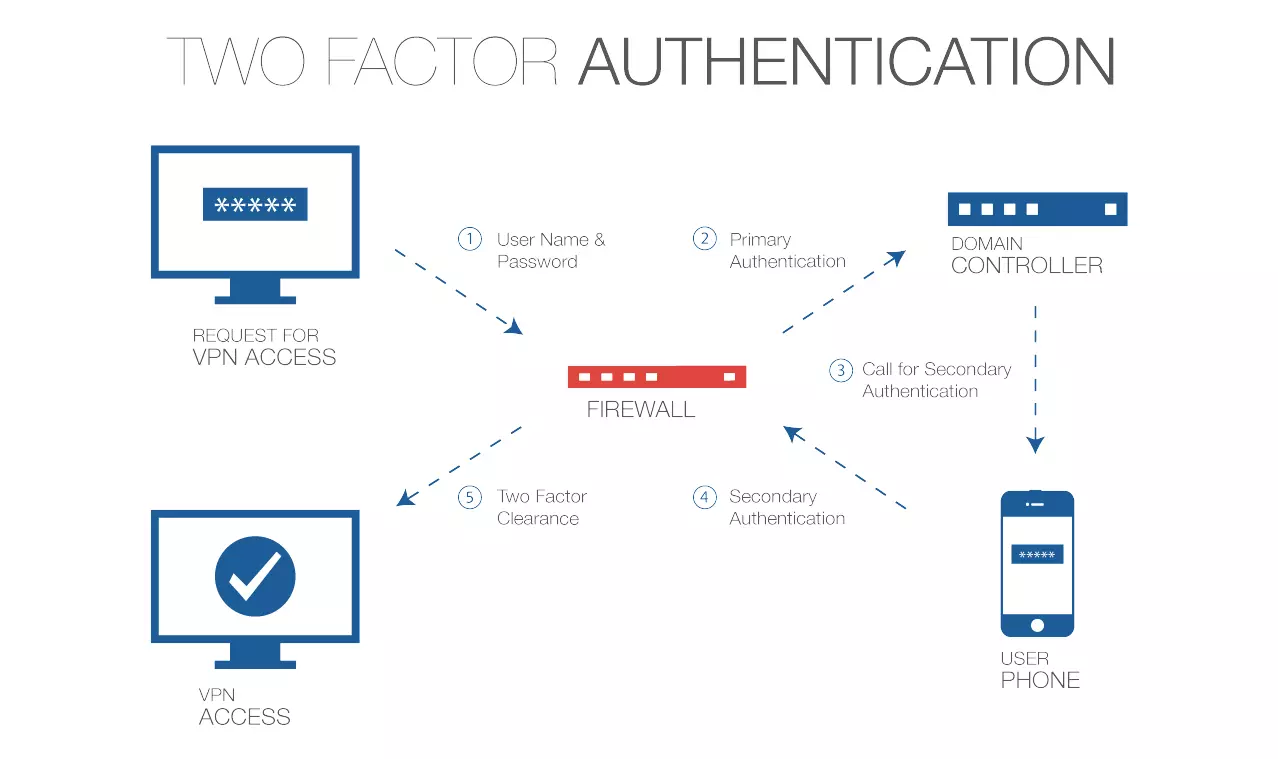 TWO FACTOR AUTHENTICATION
*****
REQUEST FOR
VPN ACCESS
1 User Name &
Password
2 Primary
Authentication
DOMAIN
CONTROLLER
FIREWALL
3 Call for Secondary
Authentication
*****
USER
PHONE
4 Secondary
Authentication
5 Two Factor
Clearance
VPN
ACCESS